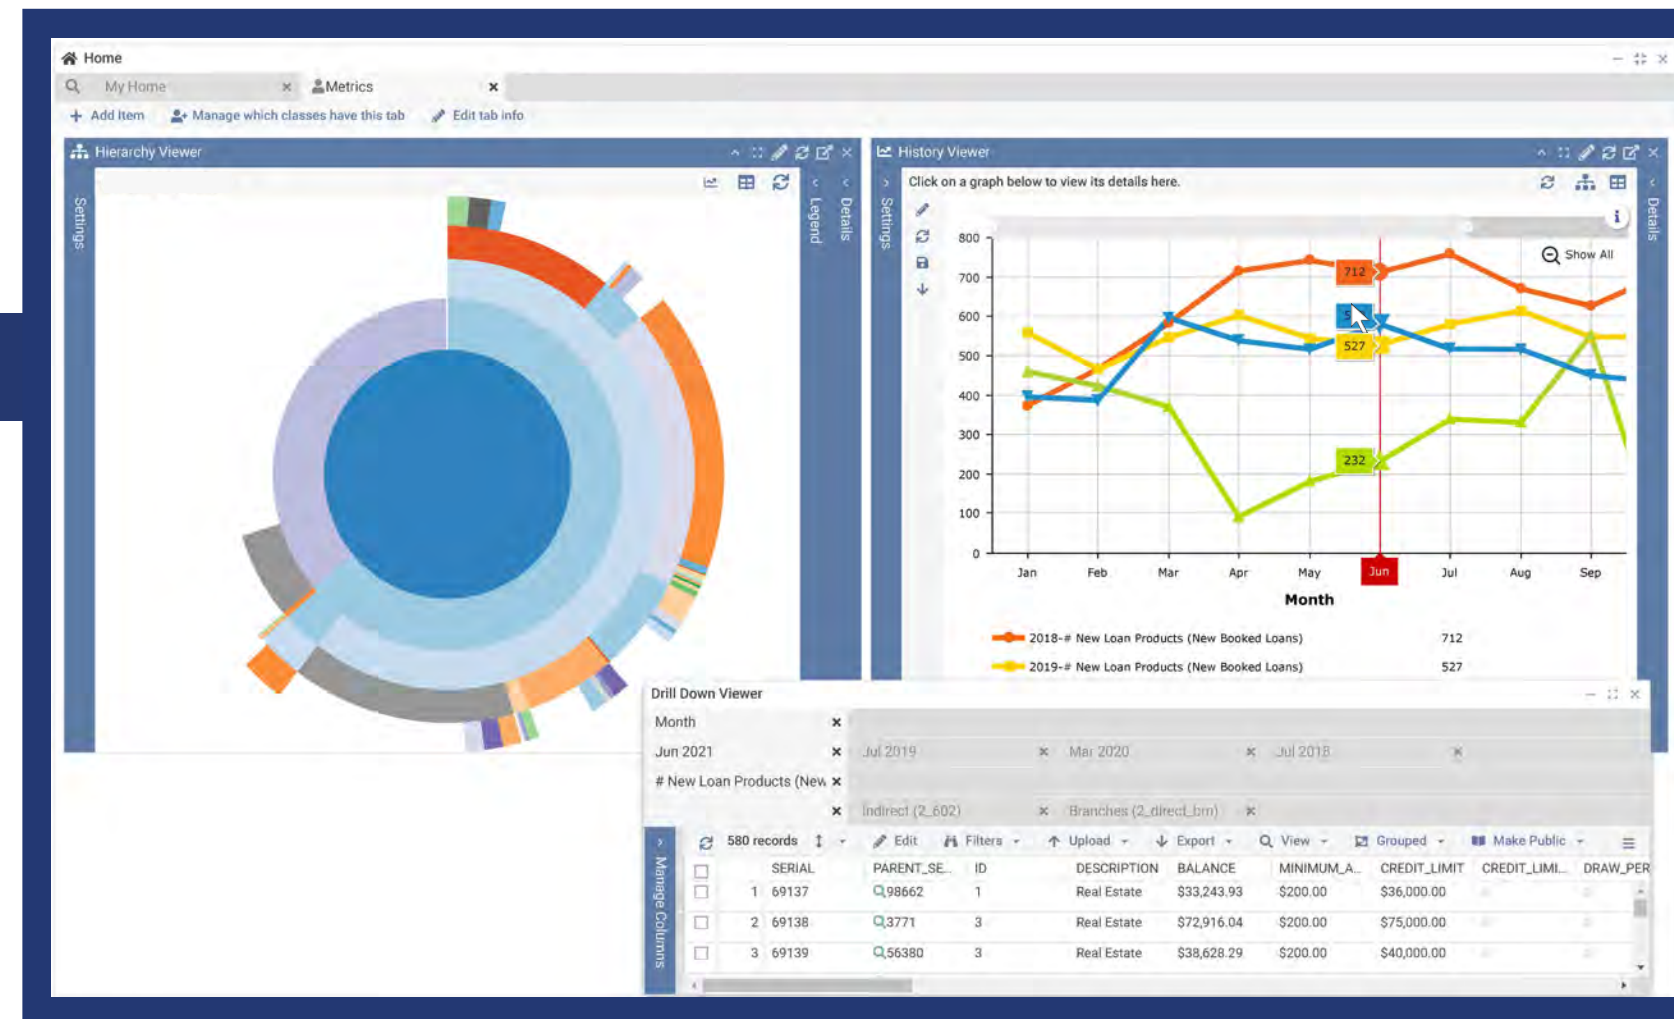 Home
My Home Metrics
Add Item Manage which classes have this tab Edit tab info
Hierarchy Viewer
Settings
Legend
Details
History Viewer
Click on a graph below to view its details here.
Settings
Details
i
Show All
800
700
600
500
400
300
200
100
0
712
527
232
Jan Feb Mar Apr May Jun Jul Aug Sep
Month
2018-# New Loan Products (New Booked Loans) 712
2019-# New Loan Products (New Booked Loans) 527
Drill Down Viewer
Month
Jun 2021 Jul 2019 Mar 2020 Jul 2018
# New Loan Products (New
Indirect (2_602) Branches (2_direct_brn)
Manage Columns
580 records Edit Filters Upload Export View Grouped Make Public
SERIAL PARENT_SE... ID DESCRIPTION BALANCE MINIMUM_A... CREDIT_LIMIT CREDIT_LIMI... DRAW_PER
1 69137 98662 1 Real Estate $33,243.93 $200.00 $36,000.00
2 69138 3771 3 Real Estate $72,916.04 $200.00 $75,000.00
3 69139 56380 3 Real Estate $38,628.29 $200.00 $40,000.00